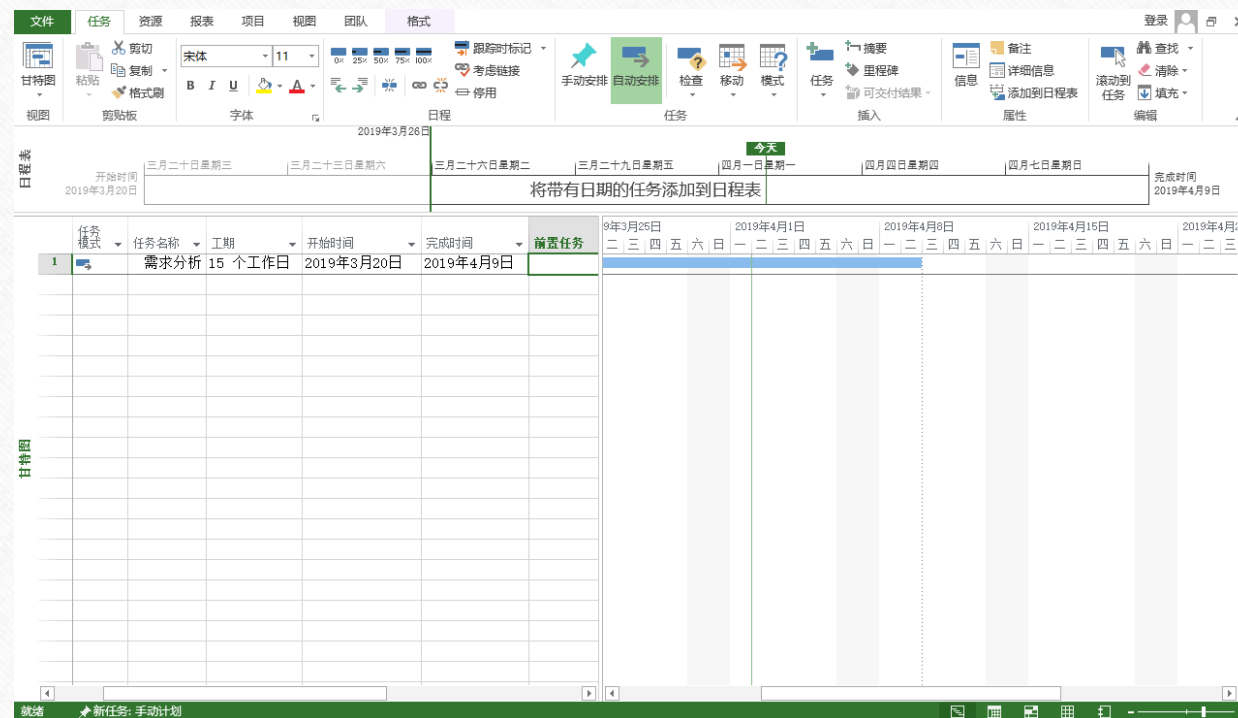 文件 任务 资源 报表 项目 视图 团队 格式 登录
剪切 宋体 11 0× 25× 50× 75× 100× 跟踪时标记 摘要 备注 查找
甘特图 粘贴 复制 考虑链接 手动安排 自动安排 检查 移动 模式 任务 里程碑 信息 详细信息 滚动到任务 清除
格式刷 B I U A 停用 可交付结果 添加到日程表 填充
视图 剪贴板 字体 日程 任务 插入 属性 编辑
2019年3月26日
今天
日程表
三月二十日星期三 三月二十三日星期六 三月二十六日星期二 三月二十九日星期五 四月一日星期一 四月四日星期四 四月七日星期日
开始时间 完成时间
2019年3月20日 将带有日期的任务添加到日程表 2019年4月9日
9年3月25日 2019年4月1日 2019年4月8日 2019年4月15日 2019年4月2
任务模式 任务名称 工期 开始时间 完成时间 前置任务
二 三 四 五 六 日 一 二 三 四 五 六 日 一 二 三 四 五 六 日 一 二 三 四 五 六 日 一 二 三
1 需求分析 15 个工作日 2019年3月20日 2019年4月9日
甘特图
就绪 新任务: 手动计划